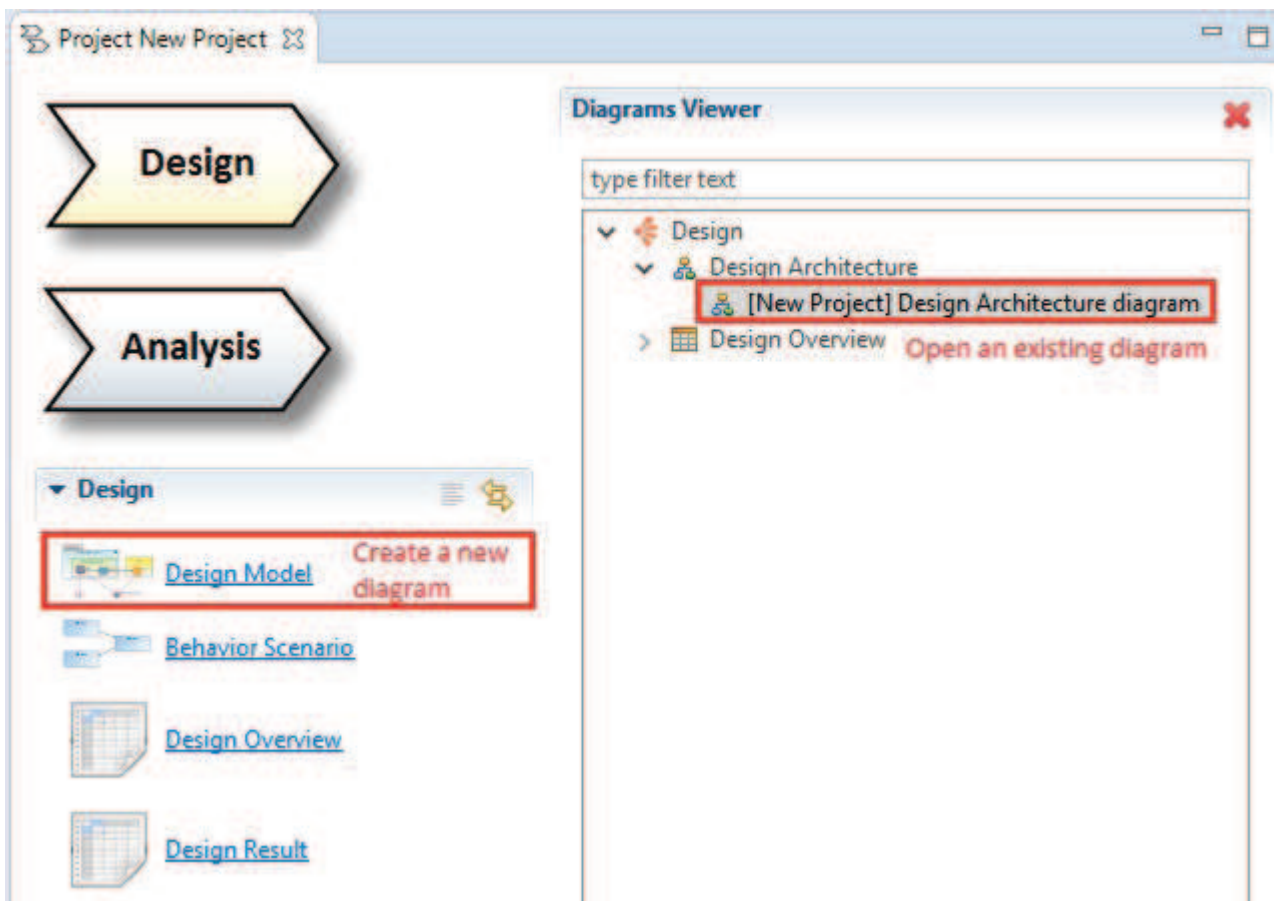 Project New Project
Design
Analysis
Design
Design Model
Create a new
diagram
Behavior Scenario
Design Overview
Design Result
Diagrams Viewer
type filter text
Design
Design Architecture
[New Project] Design Architecture diagram
Design Overview
Open an existing diagram